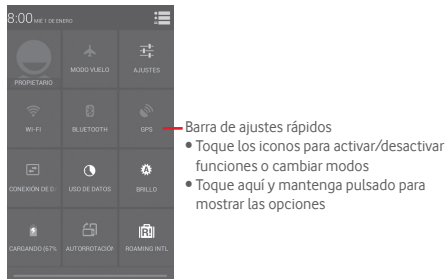 8:00 MIÉ 1 DE ENERO
PROPIETARIO
MODO VUELO
AJUSTES
WI-FI
BLUETOOTH
GPS
CONEXIÓN DE C-
USO DE DATOS
BRILLO
CARGANDO (67%
AUTORROTACIÓN
ROAMING INTL
Barra de ajustes rápidos
• Toque los iconos para activar/desactivar
funciones o cambiar modos
• Toque aquí y mantenga pulsado para
mostrar las opciones